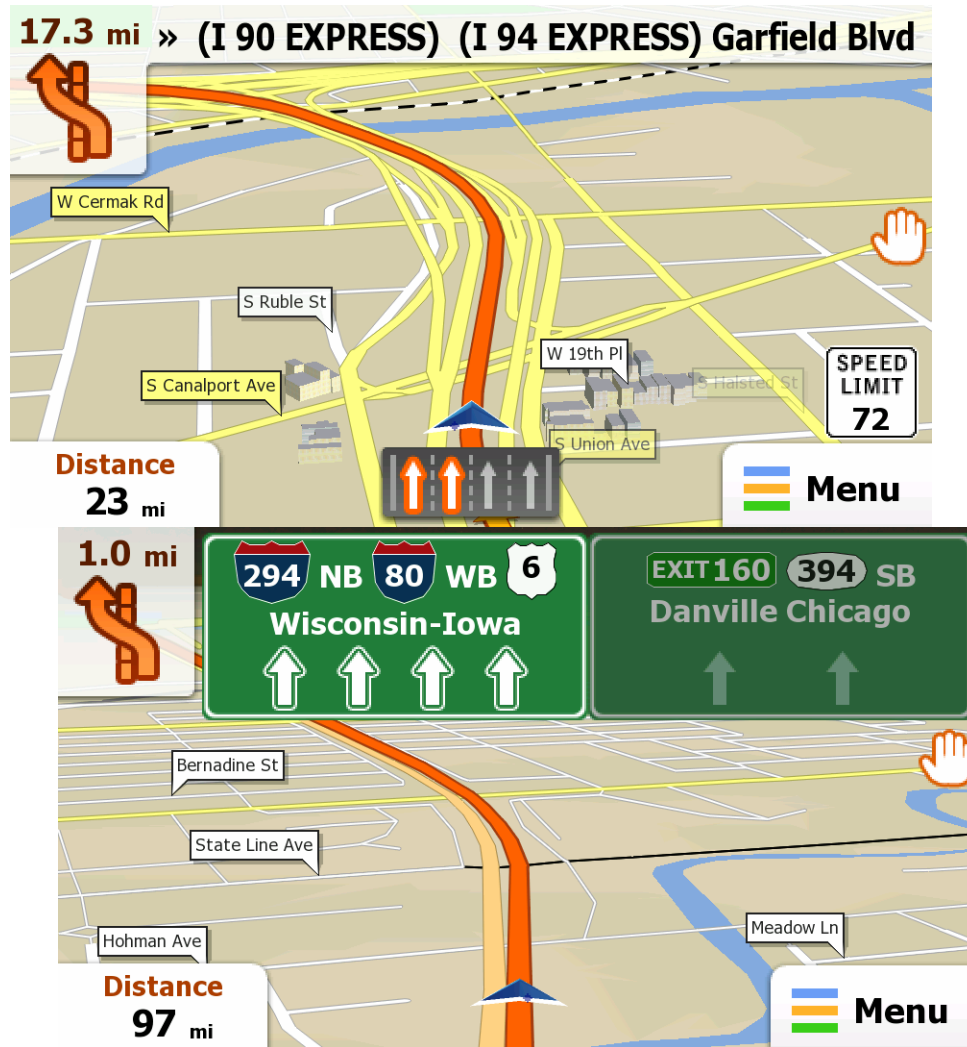 17.3 mi » (I 90 EXPRESS) (I 94 EXPRESS) Garfield Blvd
W Cermak Rd
S Ruble St
W 19th Pl
S Canalport Ave
S Halsted St
SPEED
LIMIT
72
S Union Ave
Distance
23 mi
Menu
1.0 mi
294 NB 80 WB 6
Wisconsin-Iowa
EXIT 160 394 SB
Danville Chicago
Bernadine St
State Line Ave
Hohman Ave
Meadow Ln
Distance
97 mi
Menu